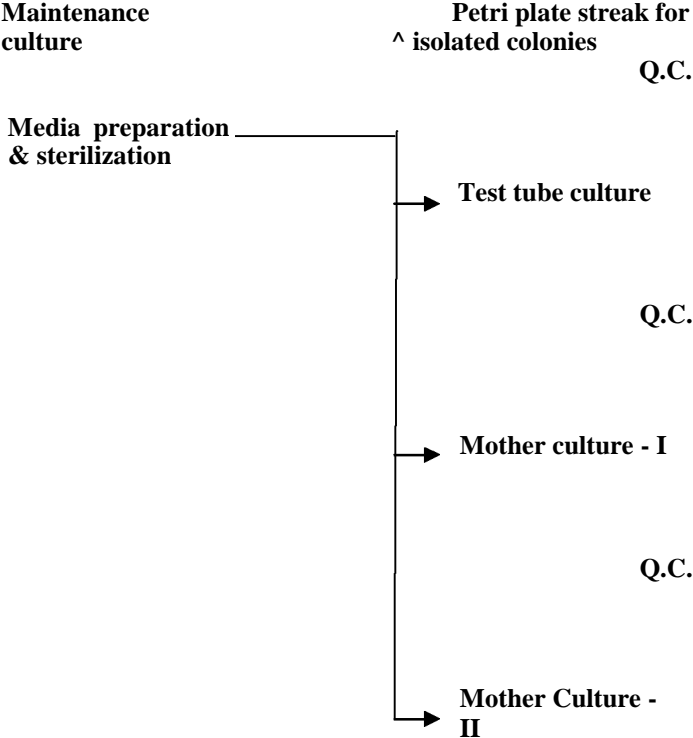 Maintenance
culture
Petri plate streak for
^ isolated colonies
Q.C.
Media preparation
& sterilization
Test tube culture
Q.C.
Mother culture - I
Q.C.
Mother Culture -
II